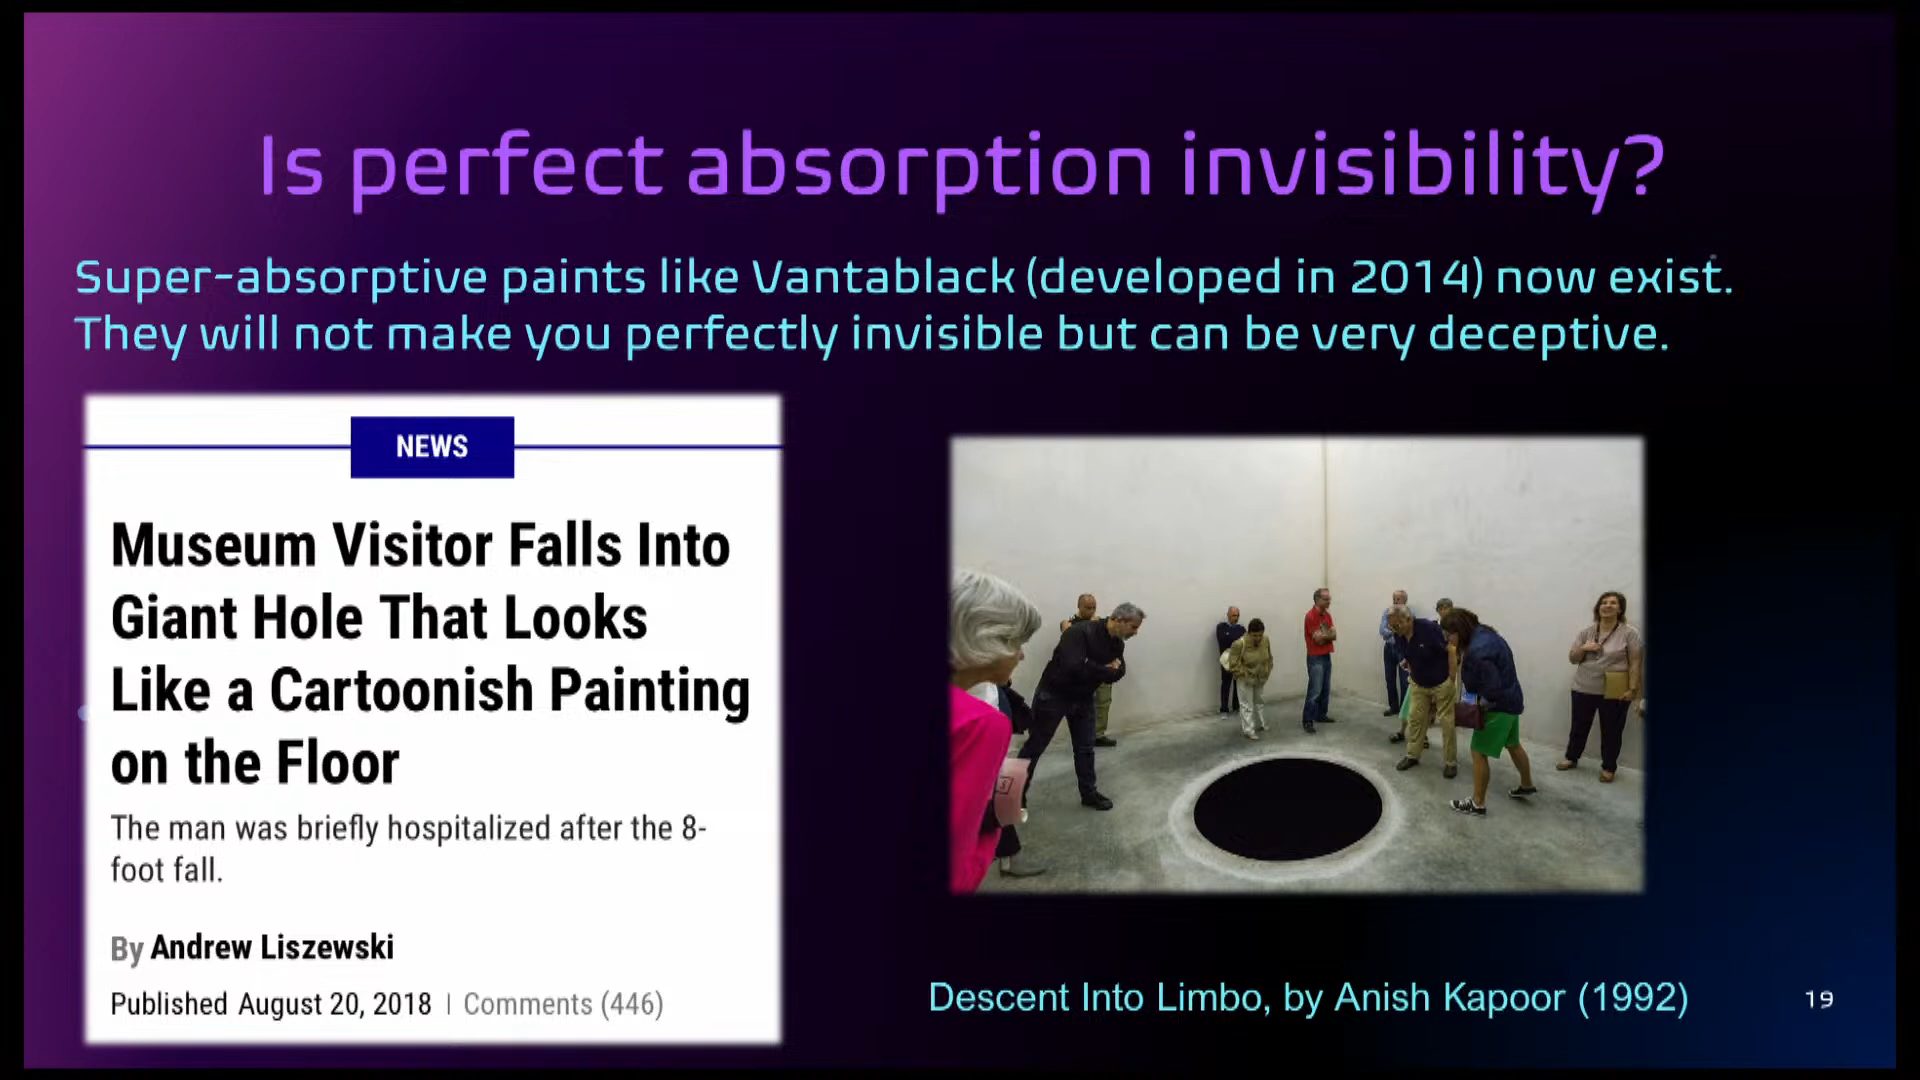 Is perfect absorption invisibility?
Super-absorptive paints like Vantablack (developed in 2014) now exist.
They will not make you perfectly invisible but can be very deceptive.
NEWS
Museum Visitor Falls Into
Giant Hole That Looks
Like a Cartoonish Painting
on the Floor
The man was briefly hospitalized after the 8-
foot fall.
By Andrew Liszewski
Published August 20, 2018 | Comments (446)
Descent Into Limbo, by Anish Kapoor (1992)
19